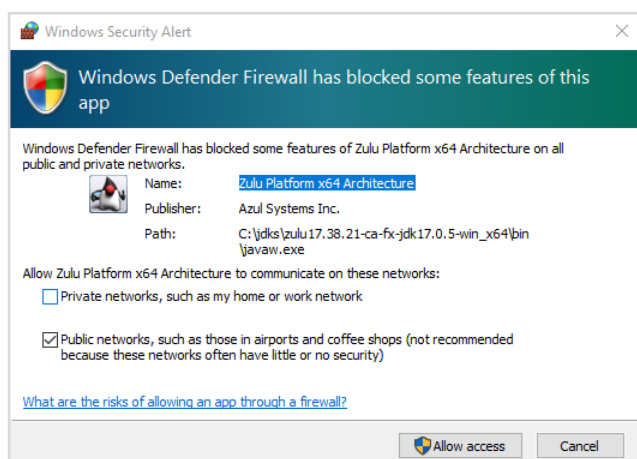 Windows Security Alert
Windows Defender Firewall has blocked some features of this
app
Windows Defender Firewall has blocked some features of Zulu Platform x64 Architecture on all
public and private networks.
Name: Zulu Platform x64 Architecture
Publisher: Azul Systems Inc.
Path: C:\jdks\zulu17.38.21-ca-fx-jdk17.0.5-win_x64\bin
\javaw.exe
Allow Zulu Platform x64 Architecture to communicate on these networks:
Private networks, such as my home or work network
Public networks, such as those in airports and coffee shops (not recommended
because these networks often have little or no security)
What are the risks of allowing an app through a firewall?
Allow access Cancel